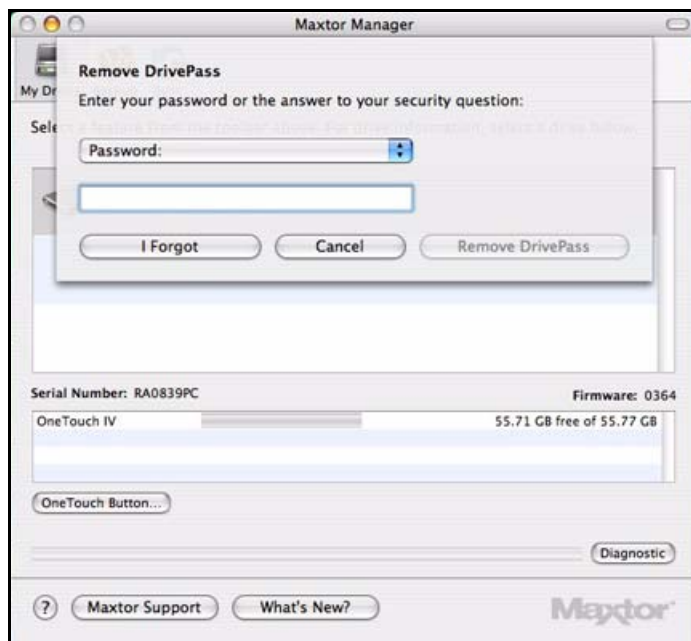 Maxtor Manager
Remove DrivePass
My Dr
Enter your password or the answer to your security question:
Sele
Password:
I Forgot
Cancel
Remove DrivePass
Serial Number: RA0839PC
Firmware: 0364
OneTouch IV
55.71 GB free of 55.77 GB
OneTouch Button...
Diagnostic
?
Maxtor Support
What's New?
Maxtor